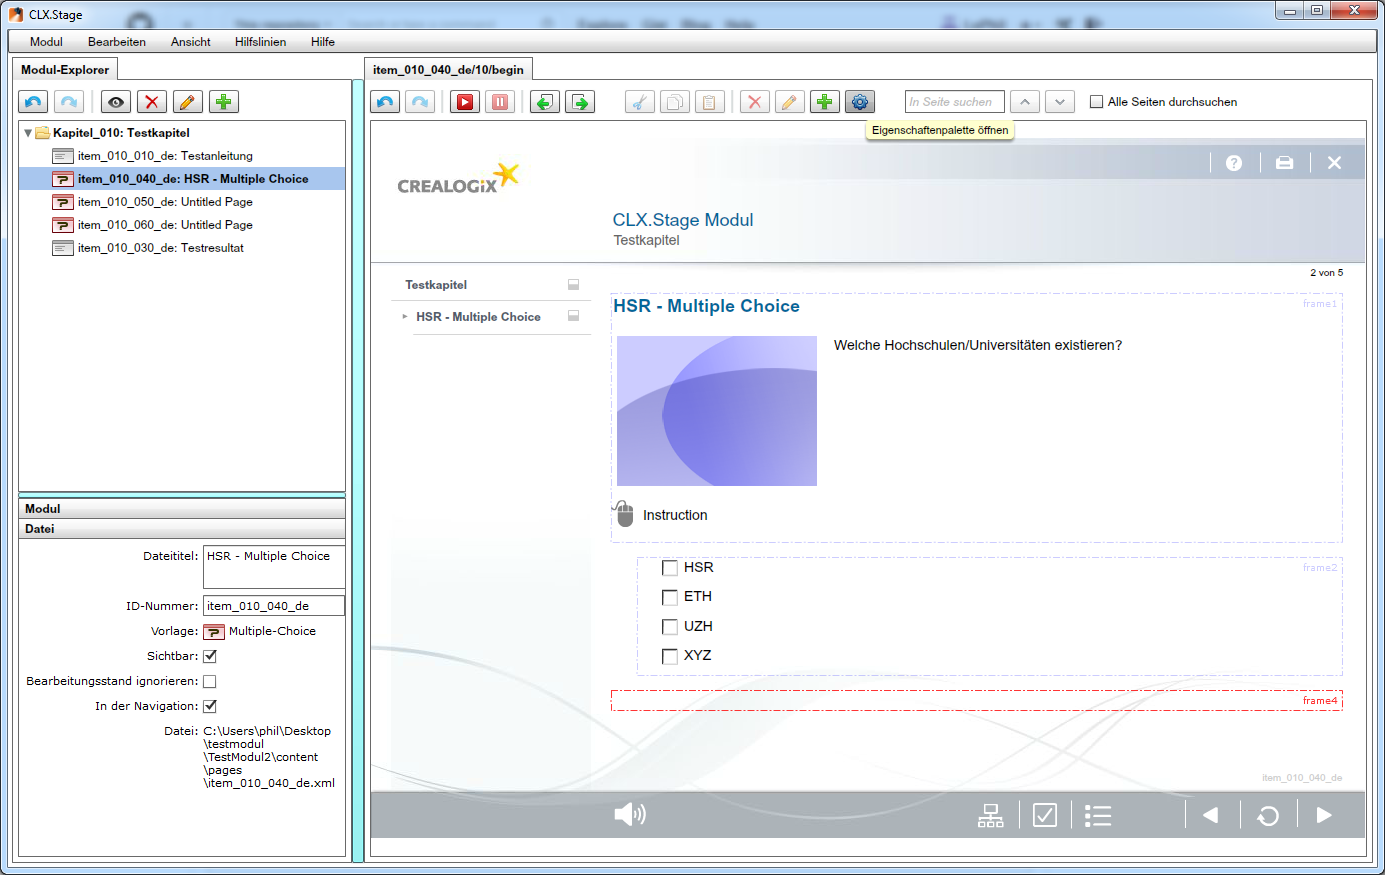 CLX.Stage
Modul Bearbeiten Ansicht Hilfslinien Hilfe
Modul-Explorer
item_010_040_de/10/begin
In Seite suchen
Alle Seiten durchsuchen
Eigenschaftenpalette öffnen
Kapitel_010: Testkapitel
item_010_010_de: Testanleitung
item_010_040_de: HSR - Multiple Choice
item_010_050_de: Untitled Page
item_010_060_de: Untitled Page
item_010_030_de: Testresultat
Modul
Datei
Dateititel: HSR - Multiple Choice
ID-Nummer: item_010_040_de
Vorlage: Multiple-Choice
Sichtbar:
Bearbeitungsstand ignorieren:
In der Navigation:
Datei: C:\Users\phil\Desktop
\testmodul
\TestModul2\content
\pages
\item_010_040_de.xml
CREALOGIX
CLX.Stage Modul
Testkapitel
2 von 5
Testkapitel
HSR - Multiple Choice
HSR - Multiple Choice
frame1
Welche Hochschulen/Universitäten existieren?
Instruction
HSR
frame2
ETH
UZH
XYZ
frame4
item_010_040_de